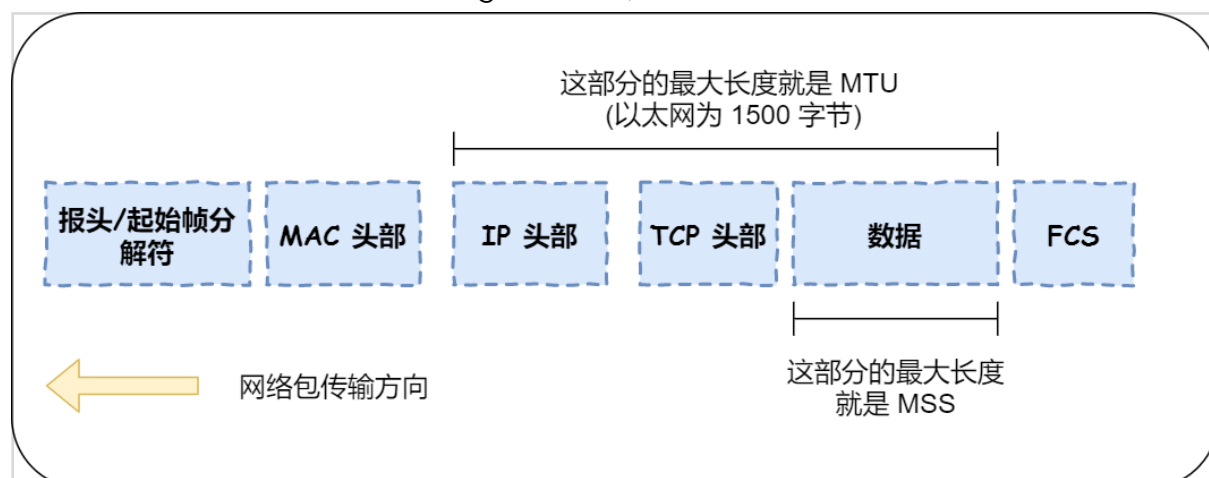 这部分的最大长度就是 MTU
(以太网为 1500 字节)
报头/起始帧分
解符
MAC 头部
IP 头部
TCP 头部
数据
FCS
网络包传输方向
这部分的最大长度
就是 MSS